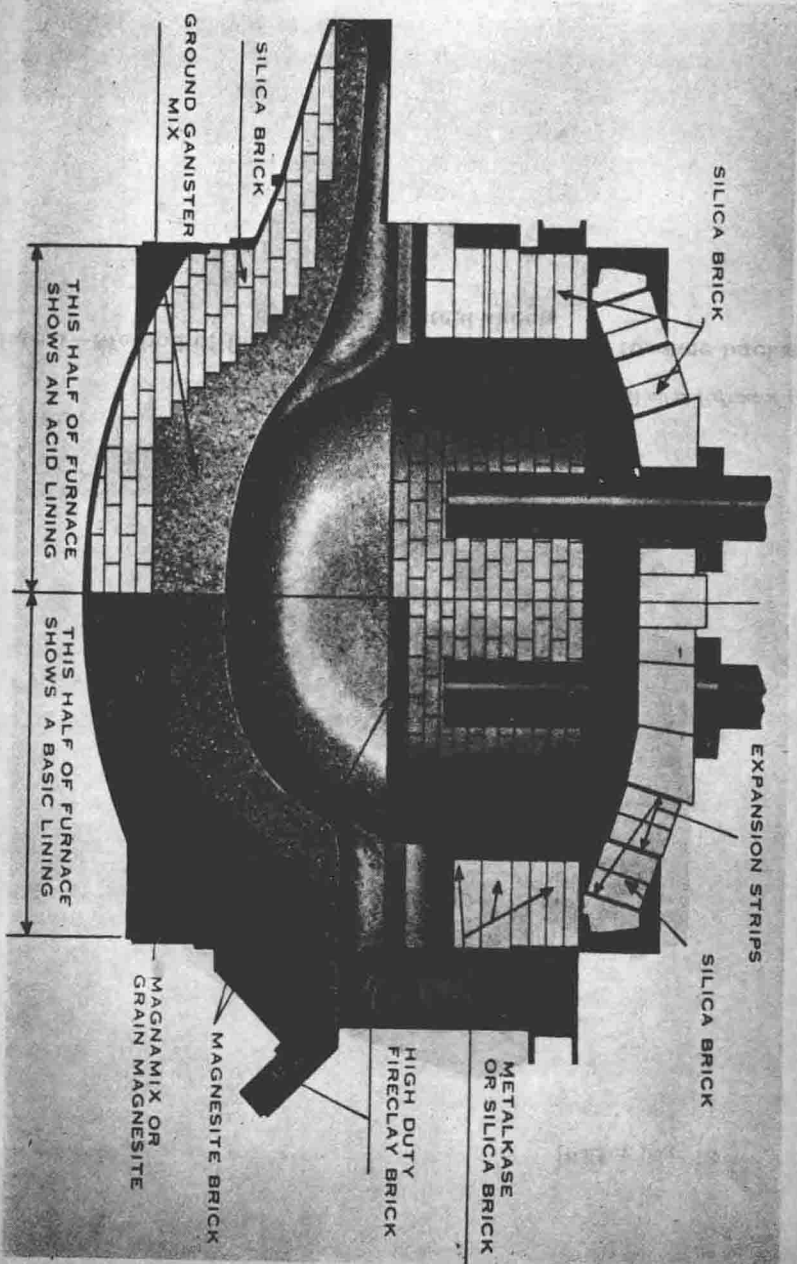 SILICA BRICK
EXPANSION STRIPS
SILICA BRICK
METALKASE
OR SILICA BRICK
HIGH DUTY
FIRECLAY BRICK
MAGNESITE BRICK
MAGNAMIX OR
GRAIN MAGNESITE
SILICA BRICK
GROUND GANISTER
MIX
THIS HALF OF FURNACE
SHOWS AN ACID LINING
THIS HALF OF FURNACE
SHOWS A BASIC LINING